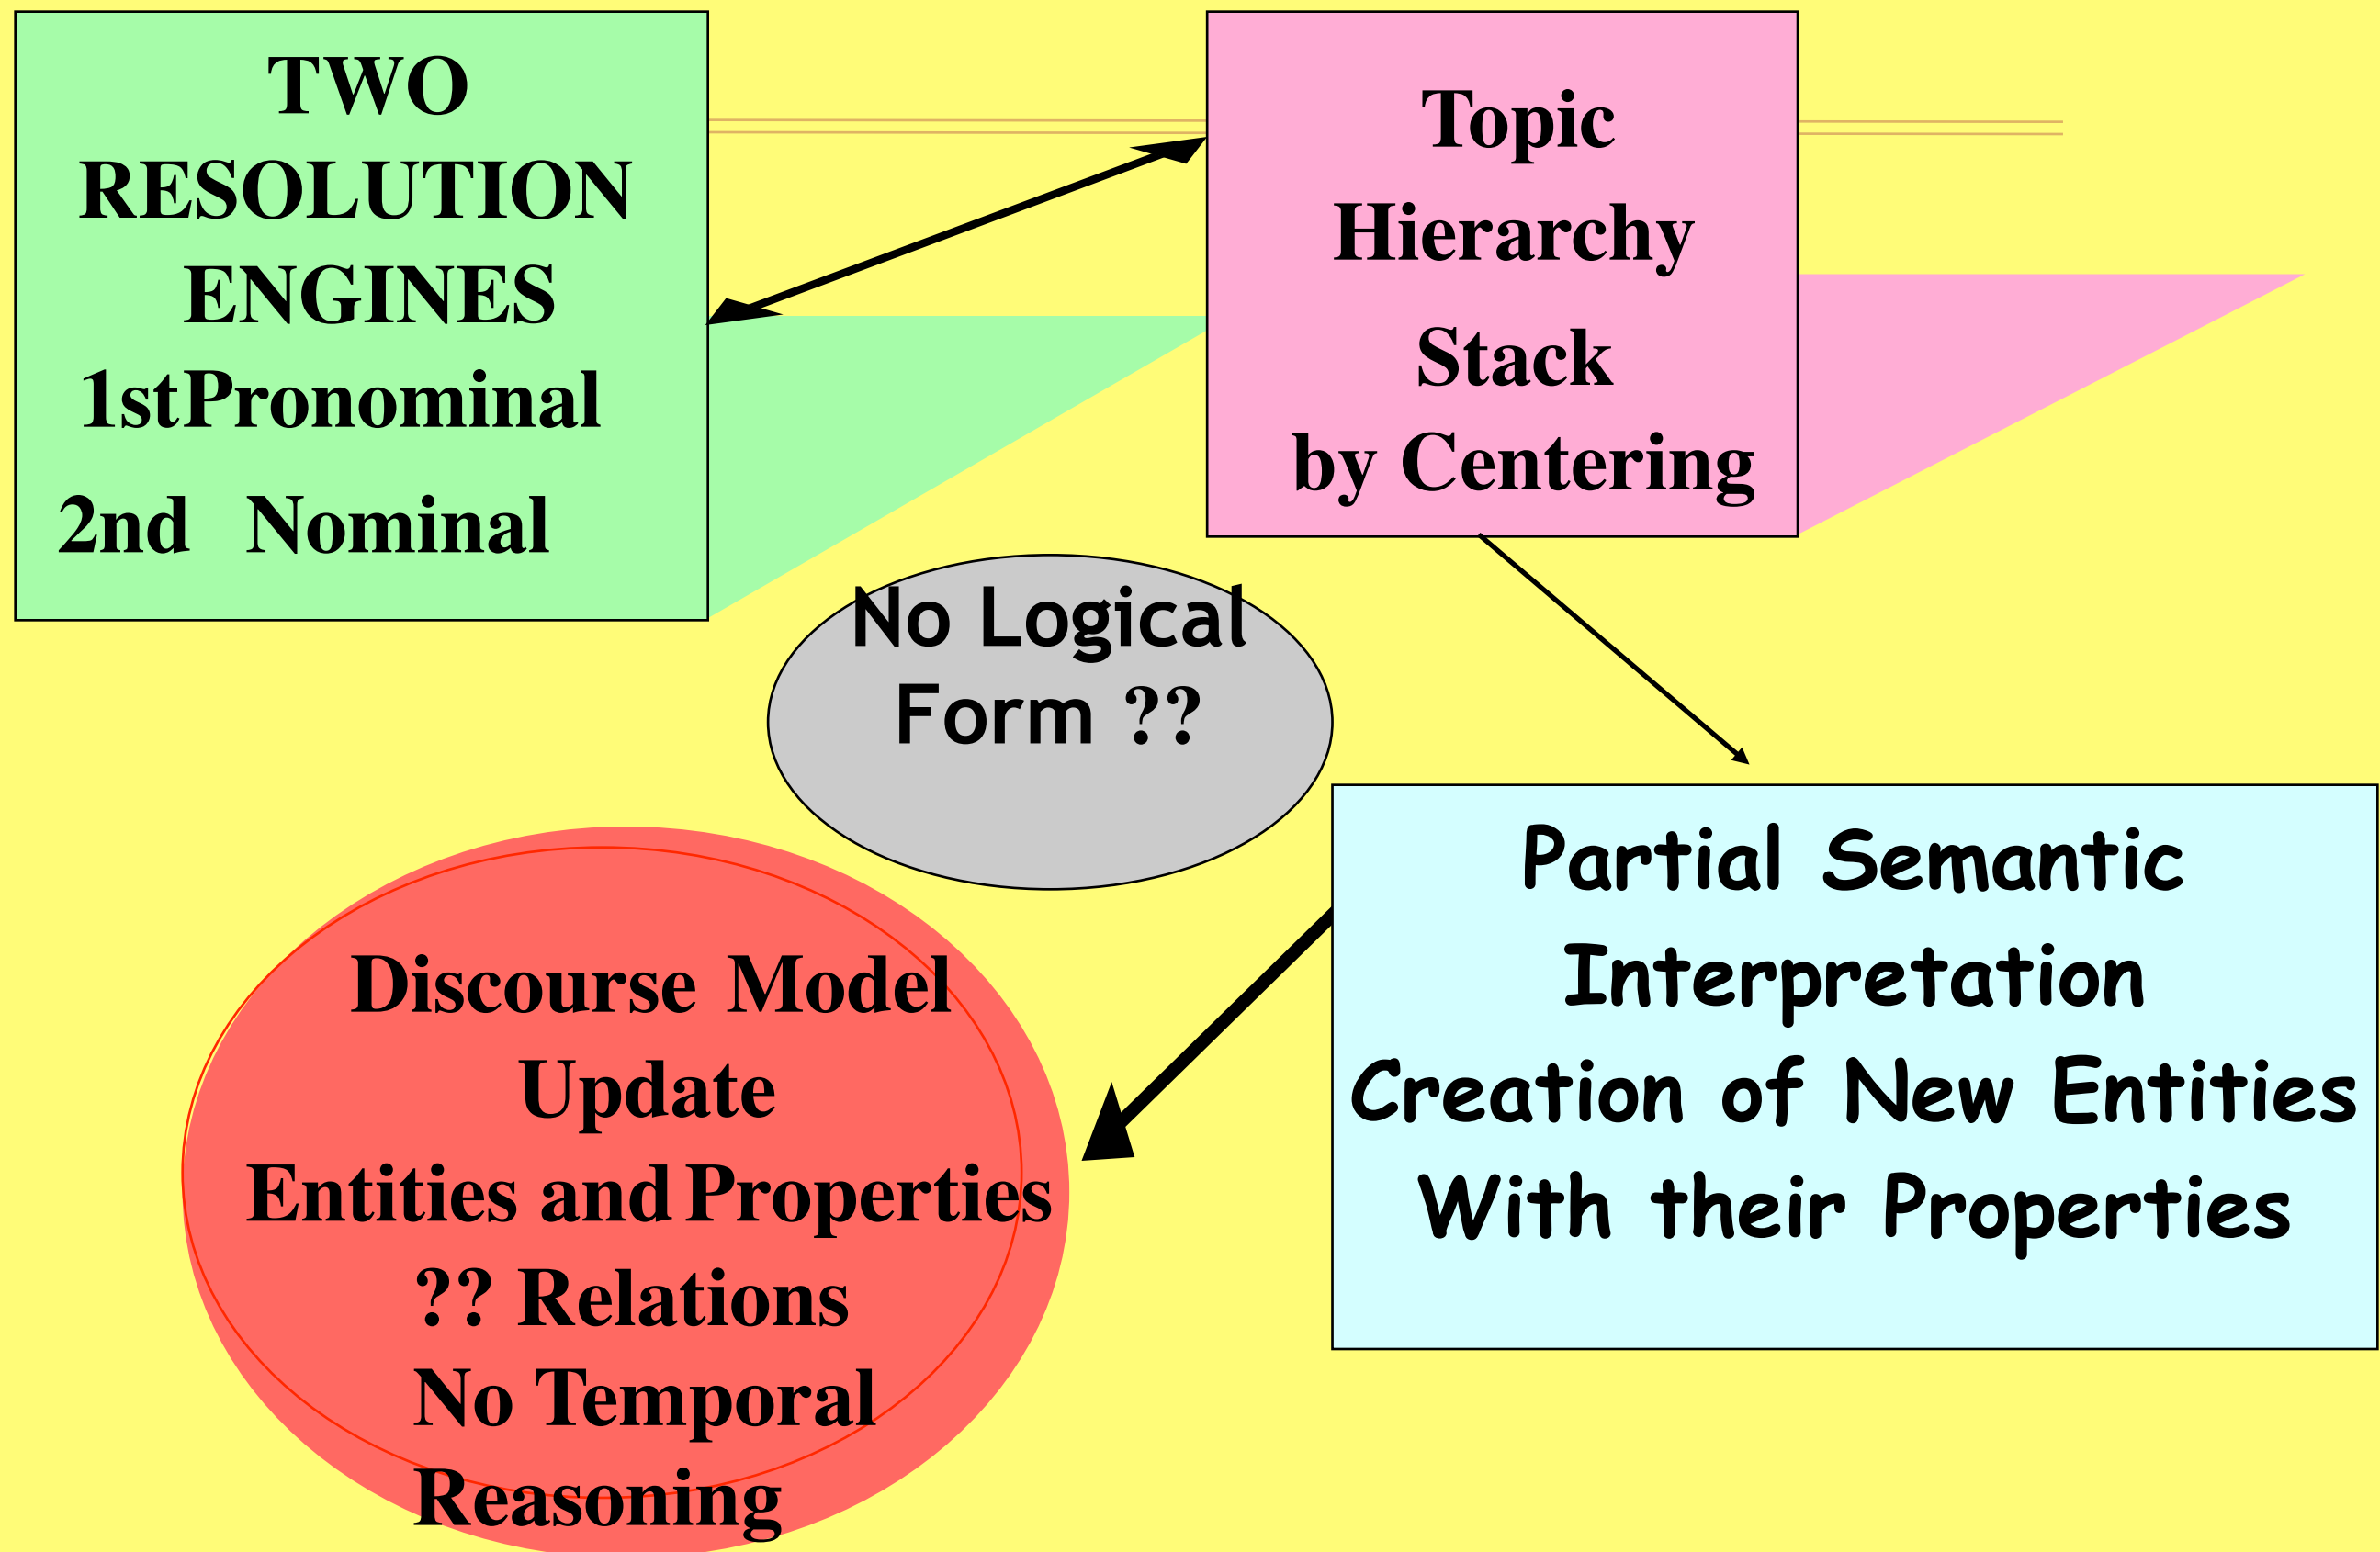 TWO
RESOLUTION
ENGINES
1stPronominal
2nd Nominal
Topic
Hierarchy
Stack
by Centering
No Logical
Form ??
Partial Semantic
Interpretation
Creation of New Entities
With their Properties
Discourse Model
Update
Entities and Properties
?? Relations
No Temporal
Reasoning